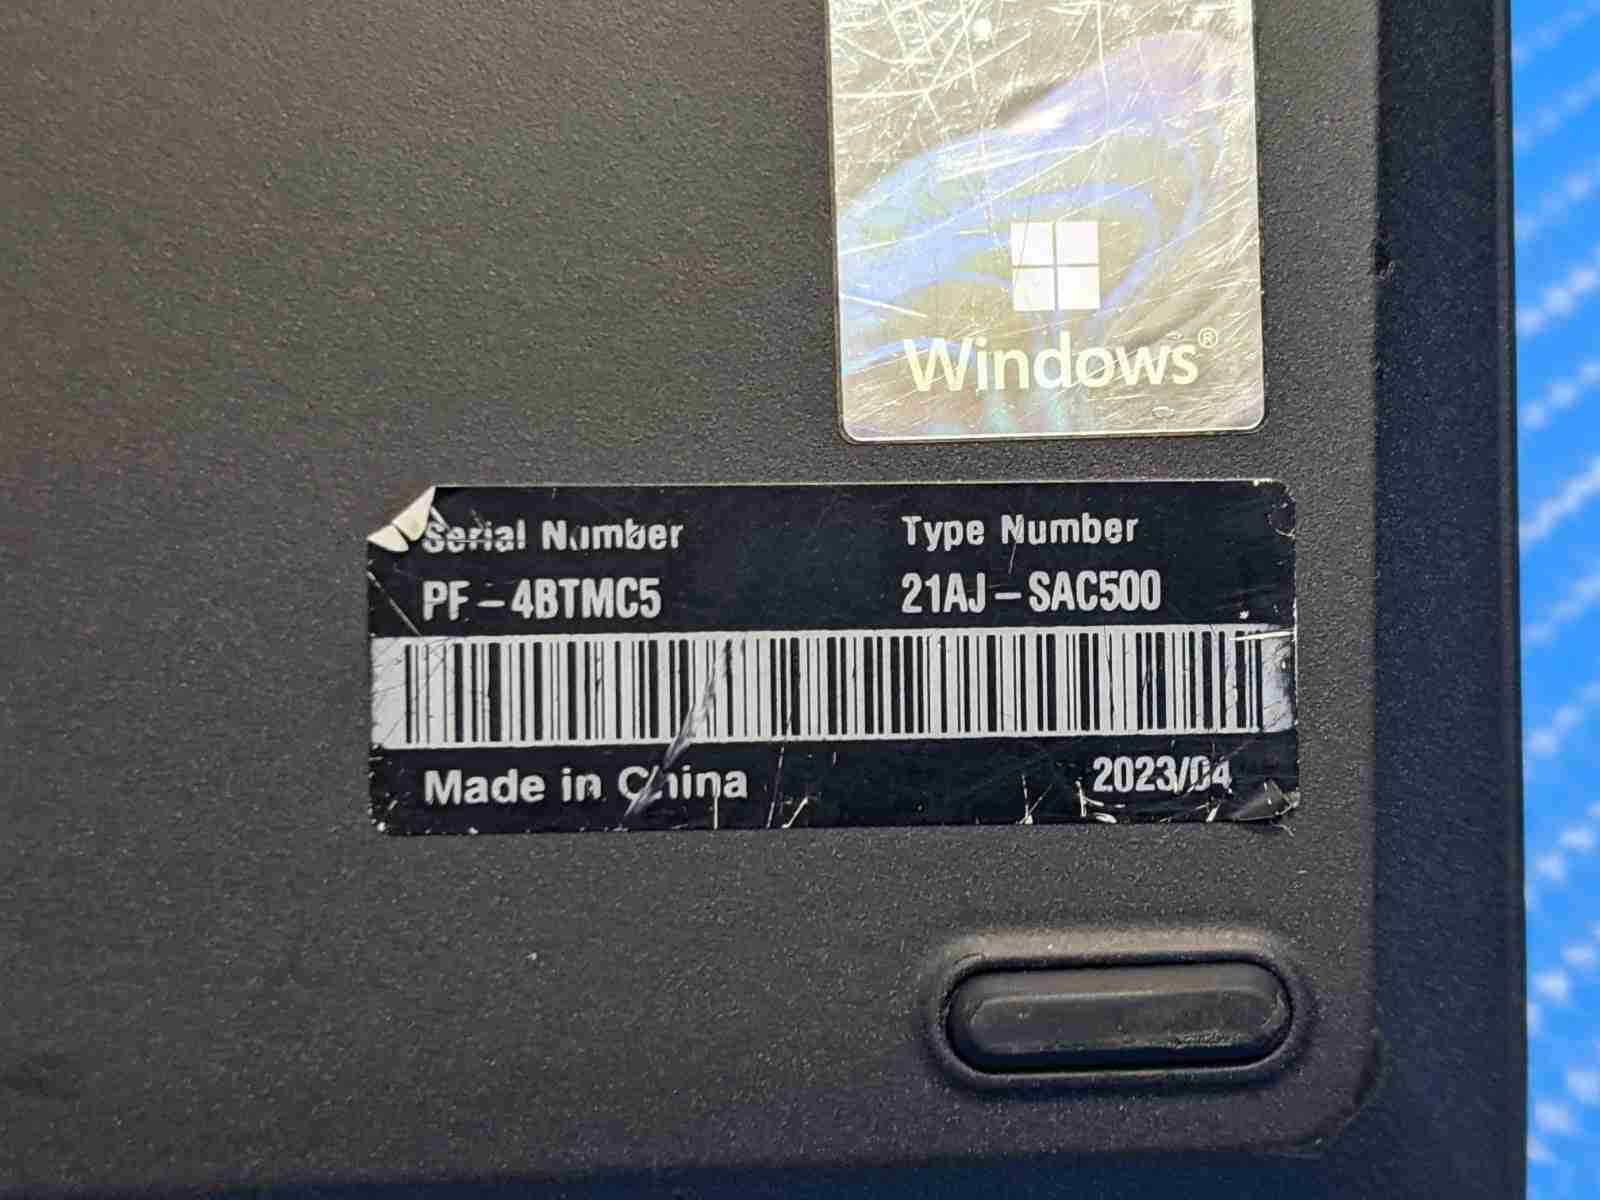 Windows®
Serial Number
Type Number
PF-4BTMC5
21AJ-SAC500
Made in China
2023/04